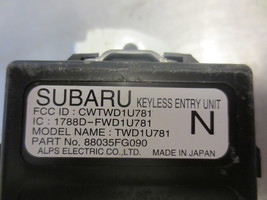 SUBARU KEYLESS ENTRY UNIT
FCC ID : CWTWD1U781
IC : 1788D-FWD1U781
MODEL NAME : TWD1U781
N
PART No. 88035FG090
ALPS ELECTRIC CO.,LTD. MADE IN JAPAN